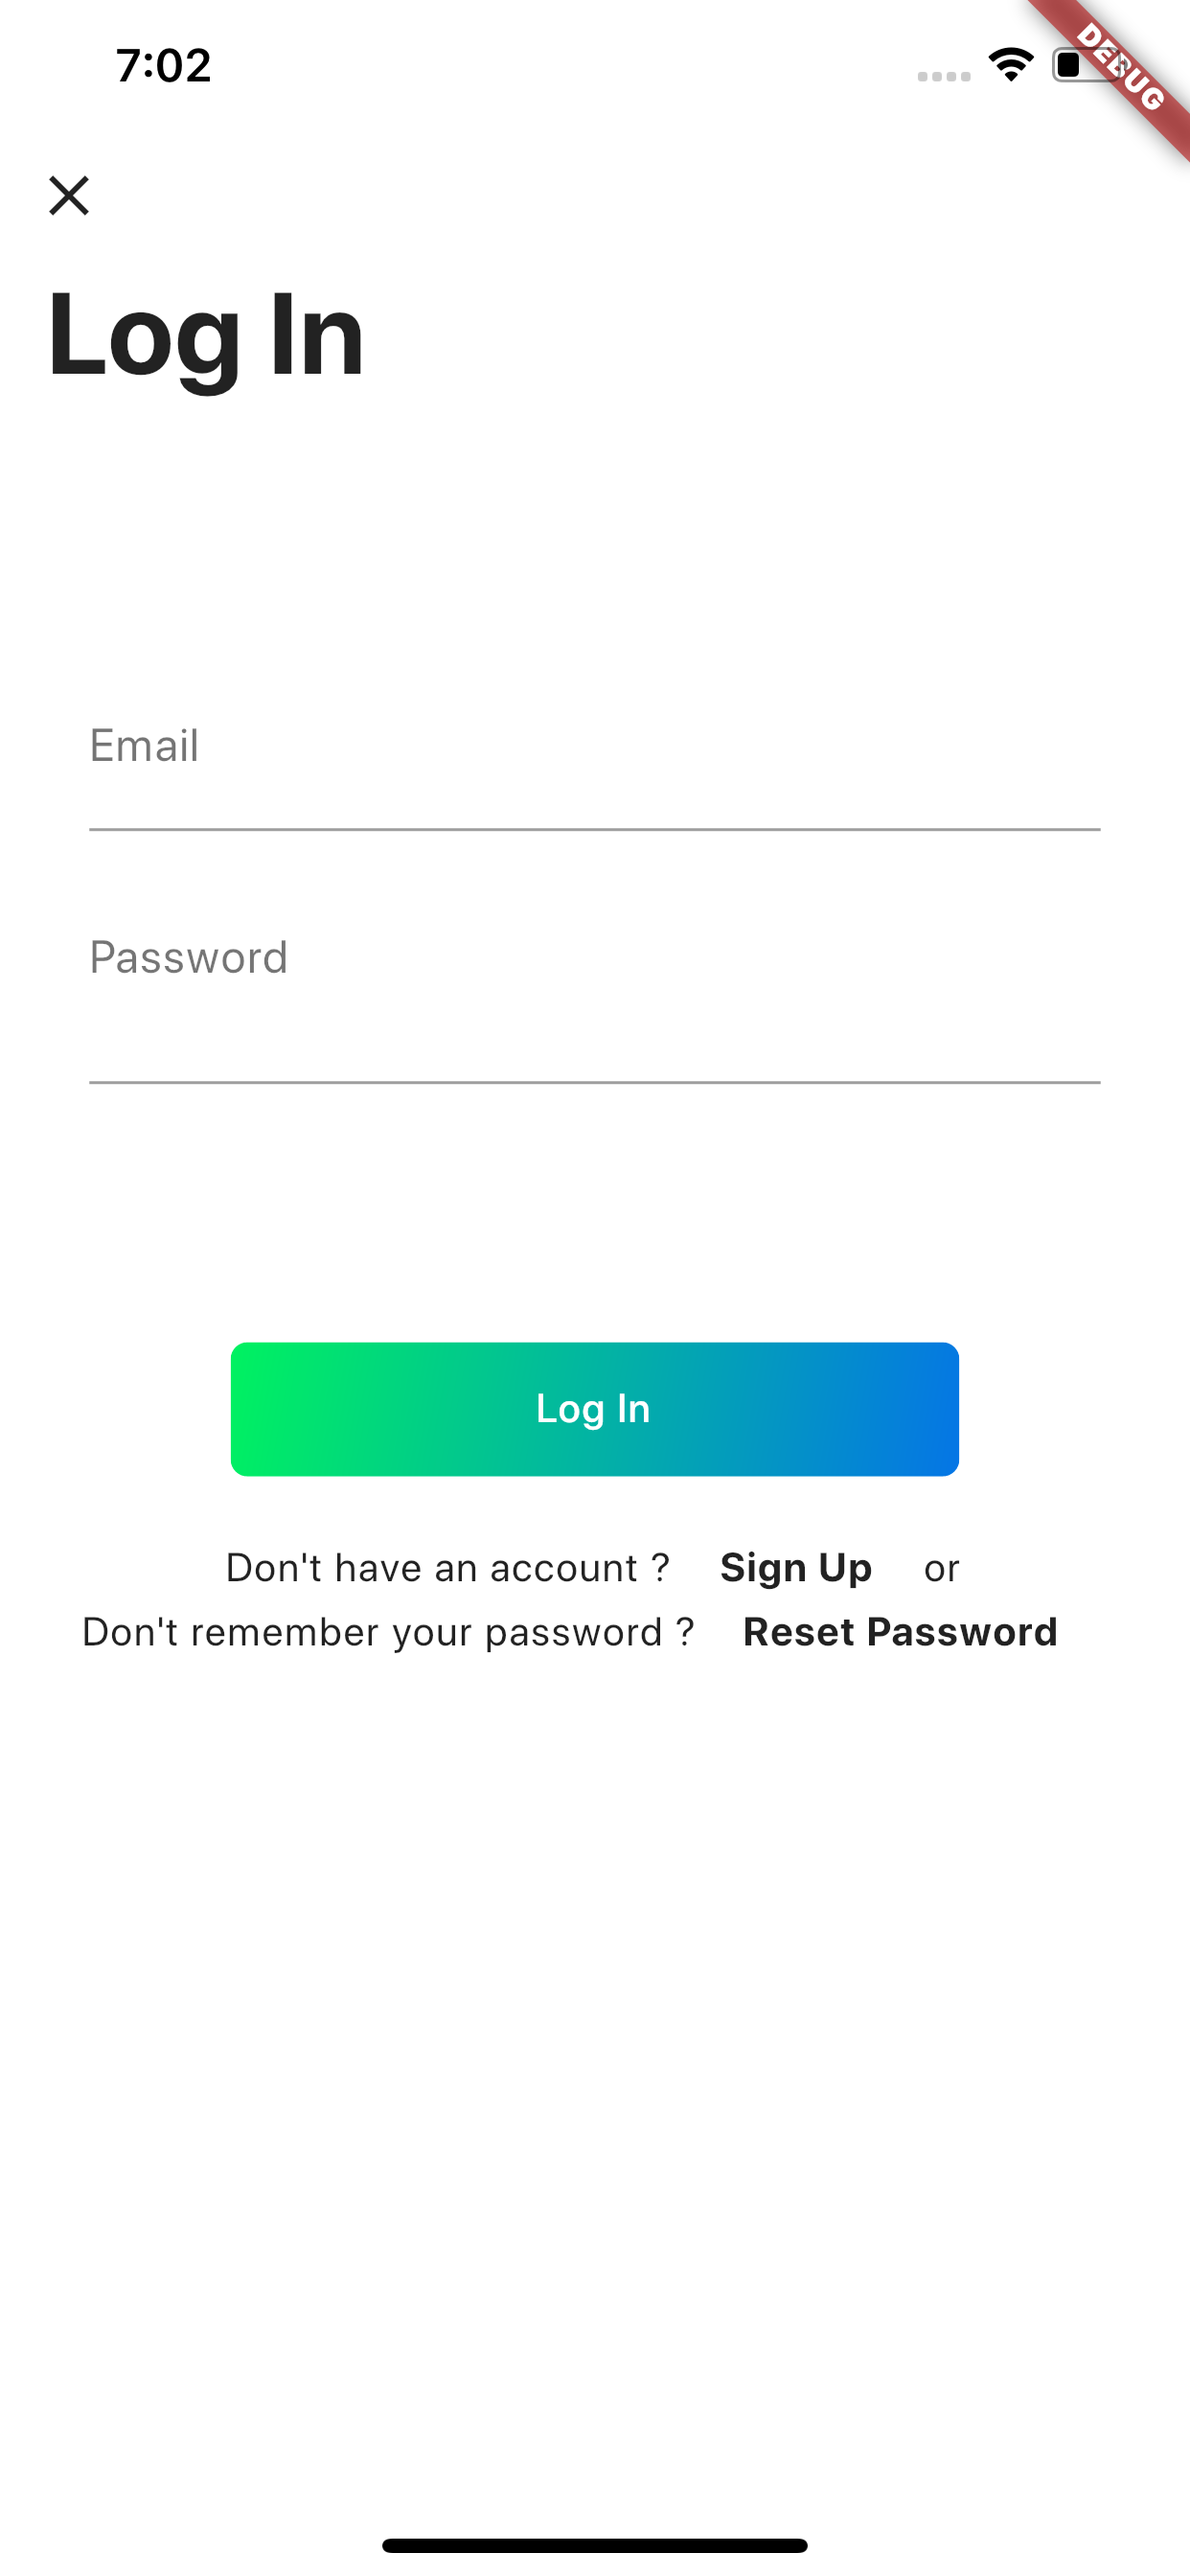 7:02
DEBUG
Log In
Email
Password
Log In
Don't have an account ? Sign Up or
Don't remember your password ? Reset Password